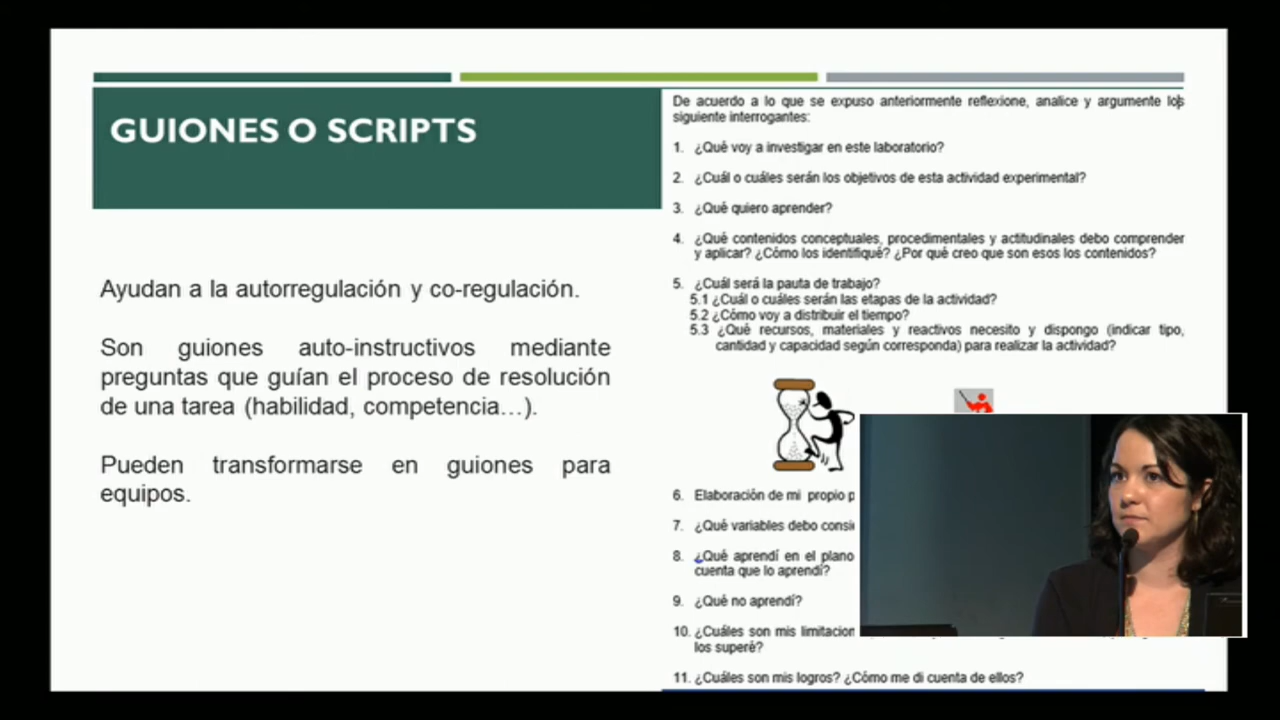 GUIONES O SCRIPTS
Ayudan a la autorregulación y co-regulación.
Son guiones auto-instructivos mediante
preguntas que guían el proceso de resolución
de una tarea (habilidad, competencia…).
Pueden transformarse en guiones para
equipos.
De acuerdo a lo que se expuso anteriormente reflexione, analice y argumente los
siguiente interrogantes:
1. ¿Qué voy a investigar en este laboratorio?
2. ¿Cuál o cuáles serán los objetivos de esta actividad experimental?
3. ¿Qué quiero aprender?
4. ¿Qué contenidos conceptuales, procedimentales y actitudinales debo comprender
y aplicar? ¿Cómo los identifiqué? ¿Por qué creo que son esos los contenidos?
5. ¿Cuál será la pauta de trabajo?
5.1 ¿Cuál o cuáles serán las etapas de la actividad?
5.2 ¿Cómo voy a distribuir el tiempo?
5.3 ¿Qué recursos, materiales y reactivos necesito y dispongo (indicar tipo,
cantidad y capacidad según corresponda) para realizar la actividad?
6. Elaboración de mi propio
7. ¿Qué variables debo
8. ¿Qué aprendí en el plano
cuenta que lo aprendí?
9. ¿Qué no aprendí?
10. ¿Cuáles son mis
los superé?
11. ¿Cuáles son mis logros? ¿Cómo me di cuenta de ellos?